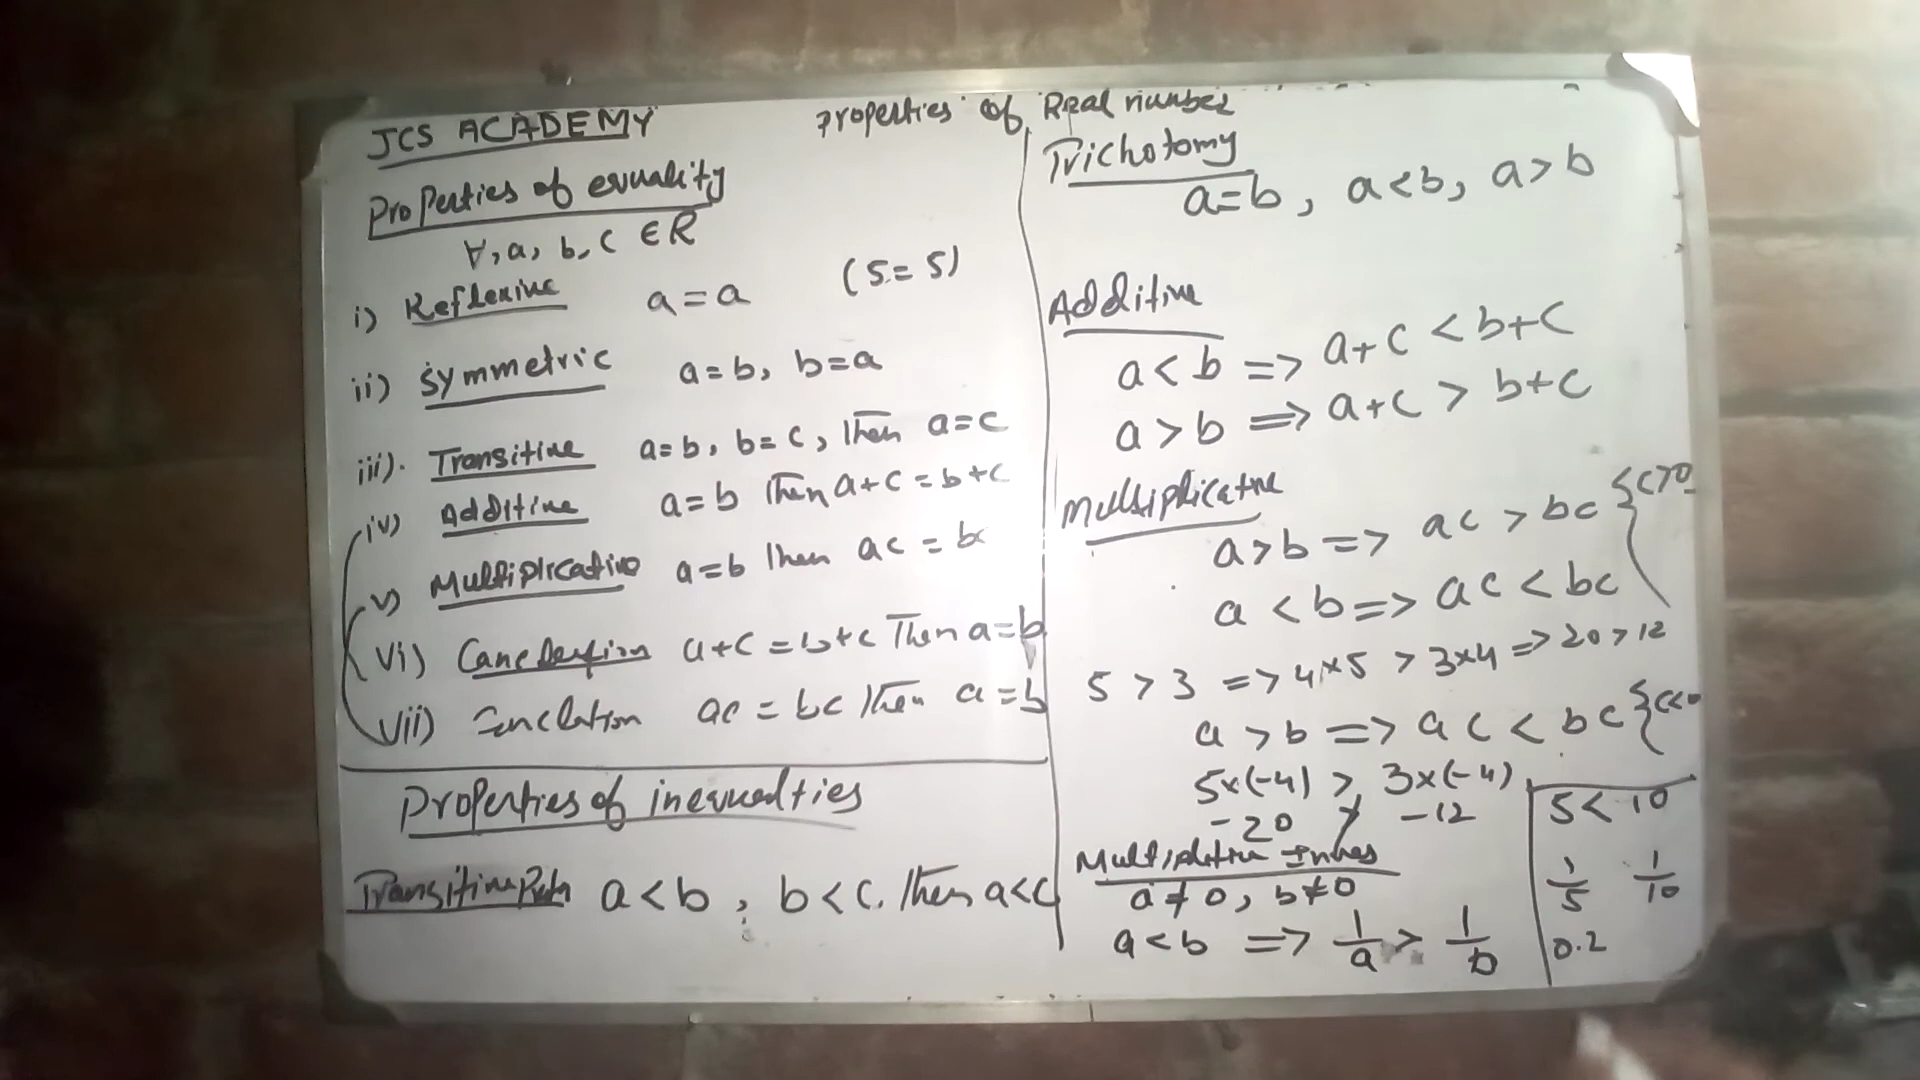 JCS ACADEMY
properties of Real number
Properties of equality
∀, a, b, c ∈ R
i) Reflexive a = a (5 = 5)
ii) Symmetric a = b, b = a
iii). Transitive a = b, b = c, Then a = c
iv) Additive a = b Then a + c = b + c
v) Multiplicative a = b Then ac = bc
vi) a + c = b + c Then a = b
vii) ac = bc Then a = b
Properties of
Transitive a < b, b < c. Then a < c
Trichotomy
a = b, a < b, a > b
Additive
a < b => a + c < b + c
a > b => a + c > b + c
Multiplicative
a > b => ac > bc { c > 0
a < b => ac < bc
5 > 3 => 4 × 5 > 3 × 4 => 20 > 12
a > b => ac < bc } c < 0
5 × (-4) > 3 × (-4)
-20 ≯ -12
a ≠ 0, b ≠ 0
a < b => 1/a > 1/b
5 < 10
1/5 1/10
0.2